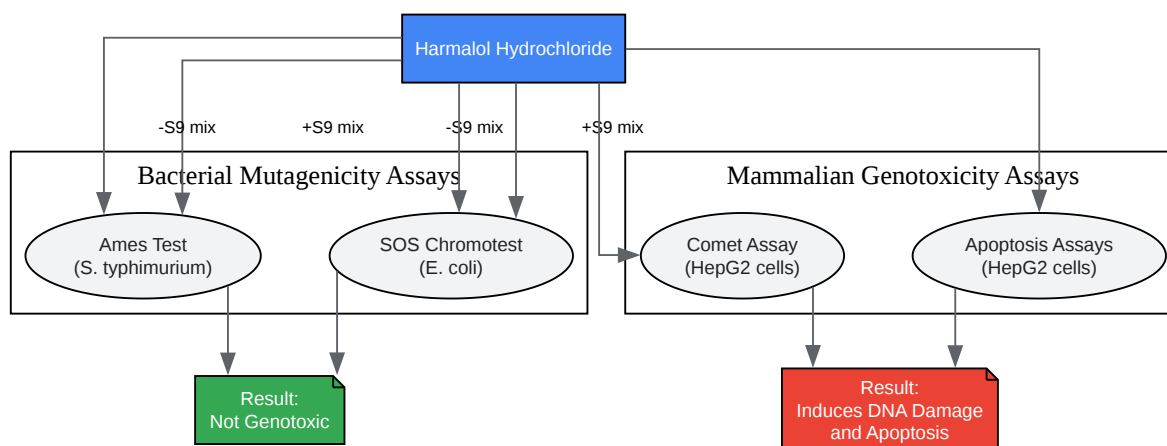 Harmalol Hydrochloride
-S9 mix
+S9 mix
-S9 mix
+S9 mix
Bacterial Mutagenicity Assays
Mammalian Genotoxicity Assays
Ames Test
(S. typhimurium)
SOS Chromotest
(E. coli)
Comet Assay
(HepG2 cells)
Apoptosis Assays
(HepG2 cells)
Result:
Not Genotoxic
Result:
Induces DNA Damage
and Apoptosis